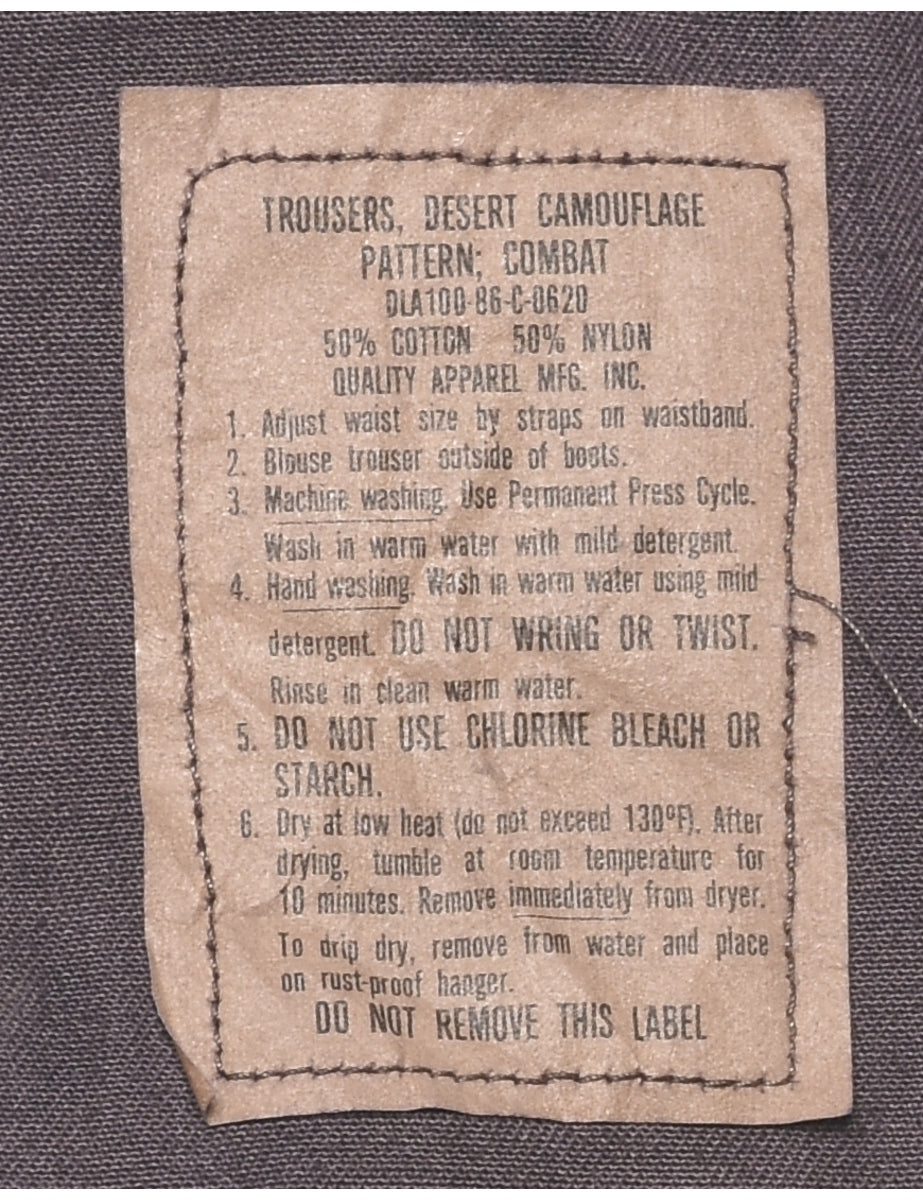 TROUSERS, DESERT CAMOUFLAGE
PATTERN; COMBAT
DLA100-86-C-0620
50% COTTON 50% NYLON
QUALITY APPAREL MFG. INC.
1. Adjust waist size by straps on waistband.
2. Blouse trouser outside of boots.
3. Machine washing. Use Permanent Press Cycle.
Wash in warm water with mild detergent.
4. Hand washing. Wash in warm water using mild
detergent. DO NOT WRING OR TWIST.
Rinse in clean warm water.
5. DO NOT USE CHLORINE BLEACH OR
STARCH.
6. Dry at low heat (do not exceed 130ºF). After
drying, tumble at room temperature for
10 minutes. Remove immediately from dryer.
To drip dry, remove from water and place
on rust-proof hanger.
DO NOT REMOVE THIS LABEL